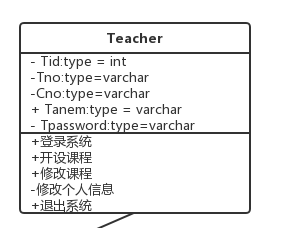 Teacher
- Tid:type = int
-Tno:type=varchar
-Cno:type=varchar
+ Tanem:type = varchar
- Tpassword:type=varchar
+登录系统
+开设课程
+修改课程
-修改个人信息
+退出系统